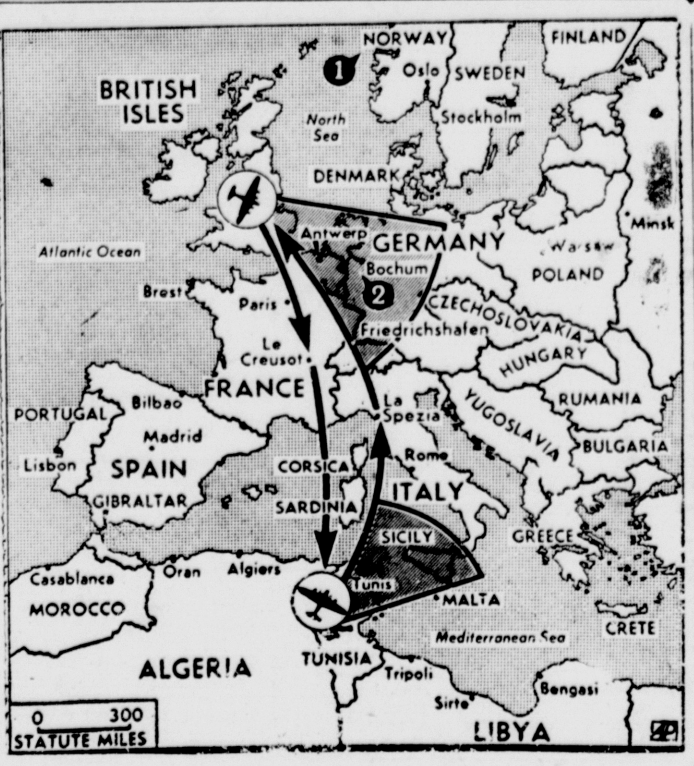 NORWAY
FINLAND
1
Oslo
SWEDEN
BRITISH
ISLES
North
Sea
Stockholm
DENMARK
Minsk
Antwerp
GERMANY
Atlantic Ocean
Warsaw
Bochum
POLAND
Brest
2
Paris
CZECHOSLOVAKIA
Friedrichshafen
Le
Creusot
HUNGARY
FRANCE
La
Spezia
RUMANIA
Bilbao
YUGOSLAVIA
PORTUGAL
Madrid
BULGARIA
Lisbon
SPAIN
CORSICA
Rome
ITALY
GIBRALTAR
SARDINIA
SICILY
GREECE
Oran
Algiers
Casablanca
Tunis
MALTA
MOROCCO
CRETE
Mediterranean Sea
TUNISIA
ALGERIA
Tripoli
Bengasi
Sirte
0 300
STATUTE MILES
LIBYA
AP